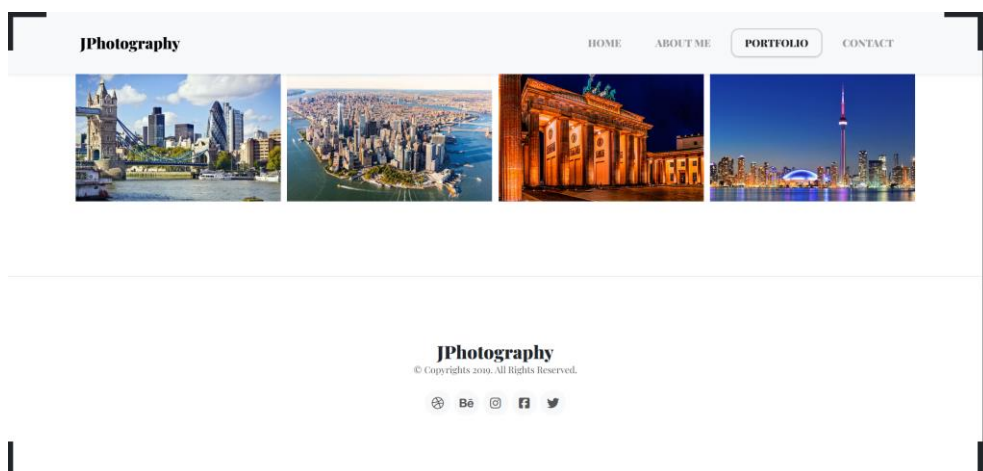 JPhotography
HOME ABOUT ME PORTFOLIO CONTACT
JPhotography
© Copyrights 2019. All Rights Reserved.
Bē